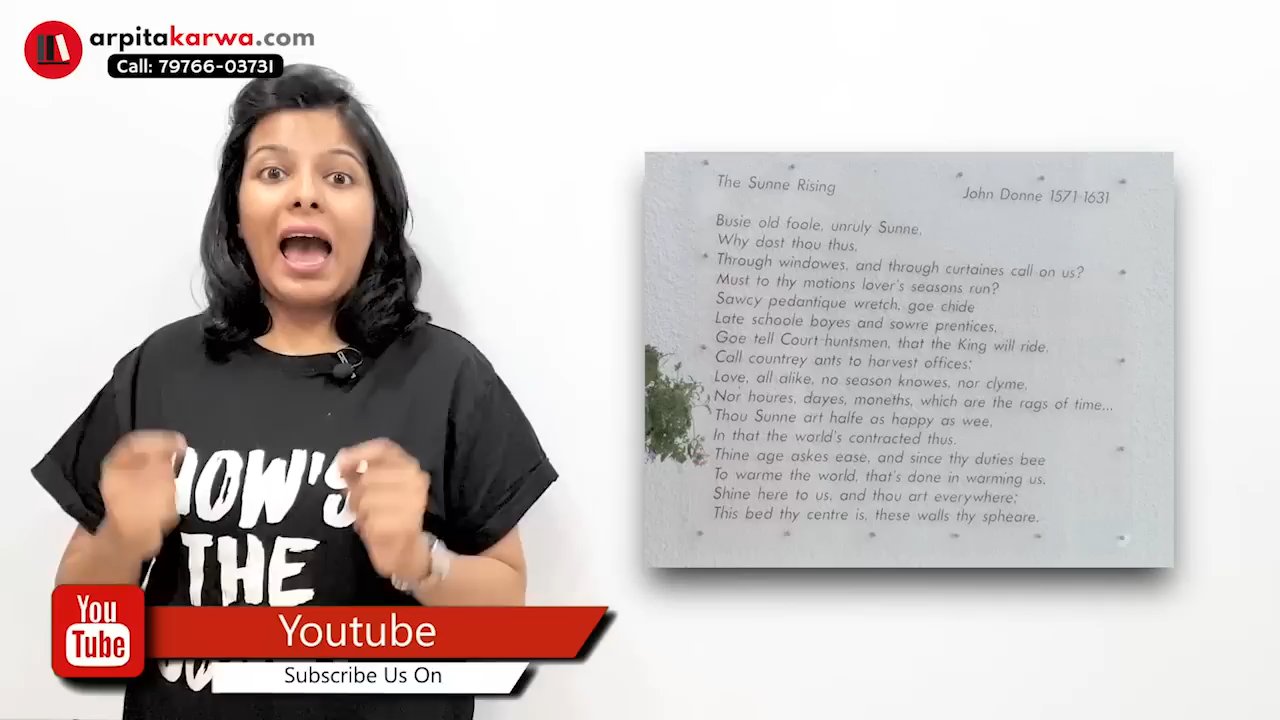 arpitakarwa.com
Call: 79766-03731
The Sunne Rising
John Donne 1571-1631
Busie old foole, unruly Sunne,
Why dost thou thus,
Through windowes, and through curtaines call on us?
Must to thy motions lover's seasons run?
Sawcy pedantique wretch, goe chide
Late schoole boyes and sowre prentices,
Goe tell Court-huntsmen, that the King will ride,
Call countrey ants to harvest offices;
Love, all alike, no season knowes, nor clyme,
Nor houres, dayes, moneths, which are the rags of time...
Thou Sunne art halfe as happy as wee,
In that the world's contracted thus.
Thine age askes ease, and since thy duties bee
To warme the world, that's done in warming us.
Shine here to us, and thou art everywhere;
This bed thy centre is, these walls thy spheare.
HOW'S
THE
You
Tube
Youtube
Subscribe Us On